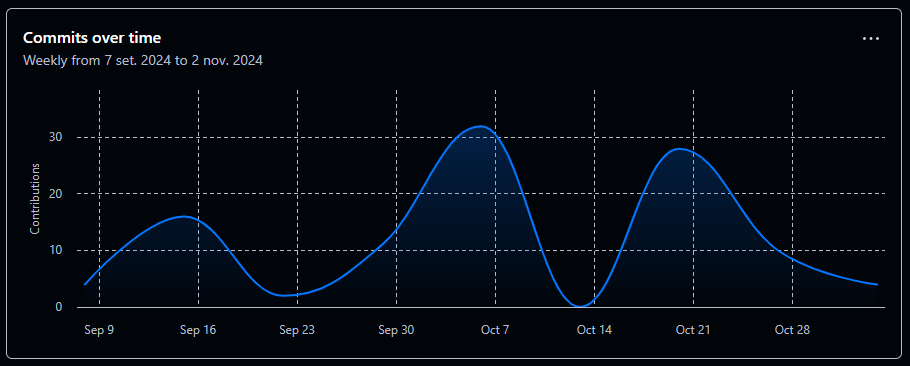 Commits over time
...
Weekly from 7 set. 2024 to 2 nov. 2024
Contributions
30
20
10
0
Sep 9 Sep 16 Sep 23 Sep 30 Oct 7 Oct 14 Oct 21 Oct 28